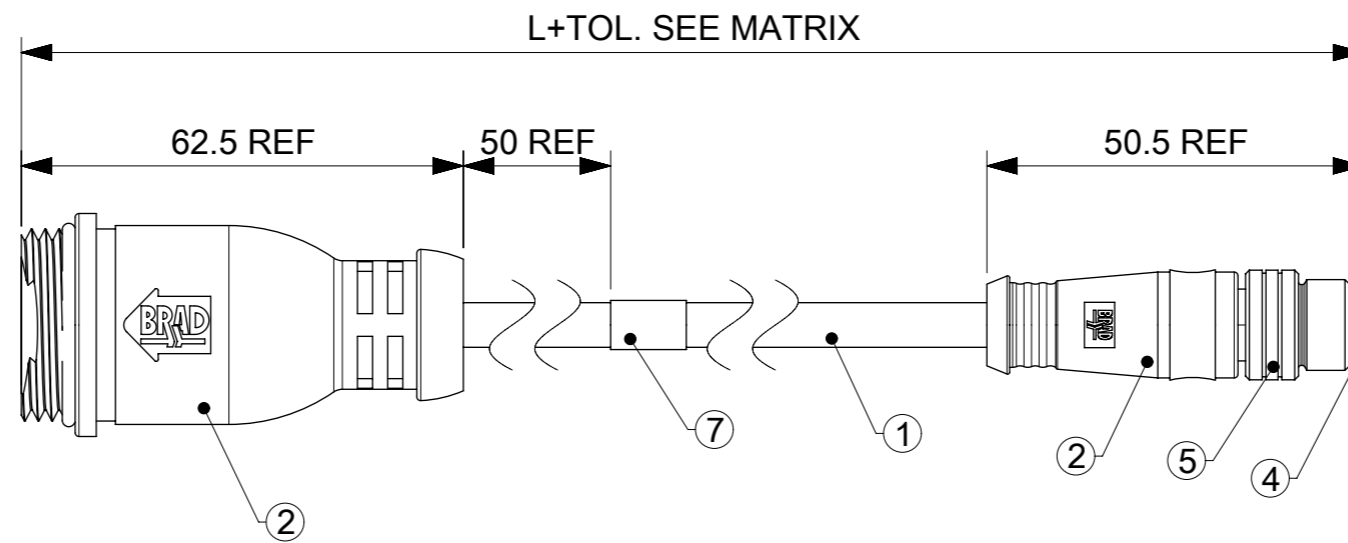 L+TOL. SEE MATRIX
62.5 REF
50 REF
50.5 REF
BRAD
BRAD
7
1
2
5
4
2